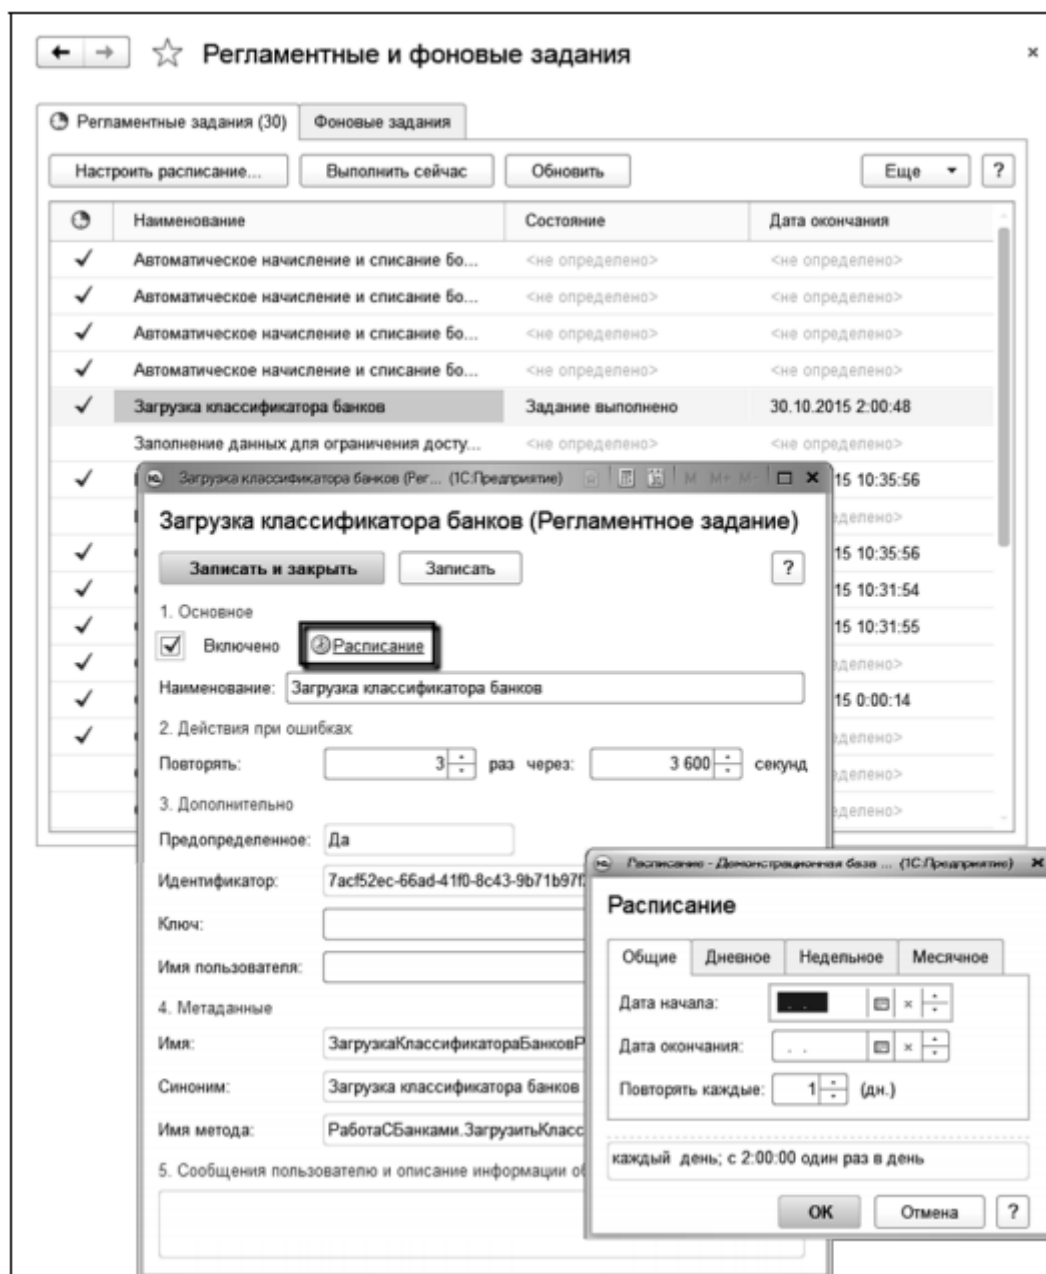 Регламентные и фоновые задания
Регламентные задания (30) Фоновые задания
Настроить расписание... Выполнить сейчас Обновить Еще ?
Наименование Состояние Дата окончания
Автоматическое начисление и списание бо... <не определено> <не определено>
Автоматическое начисление и списание бо... <не определено> <не определено>
Автоматическое начисление и списание бо... <не определено> <не определено>
Автоматическое начисление и списание бо... <не определено> <не определено>
Загрузка классификатора банков Задание выполнено 30.10.2015 2:00:48
Заполнение данных для ограничения досту... <не определено> <не определено>
15 10:35:56
еделено>
15 10:35:56
15 10:31:54
15 10:31:55
еделено>
15 0:00:14
еделено>
еделено>
еделено>
Загрузка классификатора банков (Рег... (1С:Предприятие) M M+ M-
Загрузка классификатора банков (Регламентное задание)
Записать и закрыть Записать ?
1. Основное
Включено Расписание
Наименование: Загрузка классификатора банков
2. Действия при ошибках
Повторять: 3 раз через: 3 600 секунд
3. Дополнительно
Предопределенное: Да
Идентификатор: 7acf52ec-66ad-41f0-8c43-9b71b97f
Ключ:
Имя пользователя:
4. Метаданные
Имя: ЗагрузкаКлассификатораБанковР
Синоним: Загрузка классификатора банков
Имя метода: РаботаСБанками.ЗагрузитьКласс
5. Сообщения пользователю и описание информации об
Расписание - Демонстрационная база ... (1С:Предприятие)
Расписание
Общие Дневное Недельное Месячное
Дата начала: . .
Дата окончания: . .
Повторять каждые: 1 (дн.)
каждый день; с 2:00:00 один раз в день
OK Отмена ?